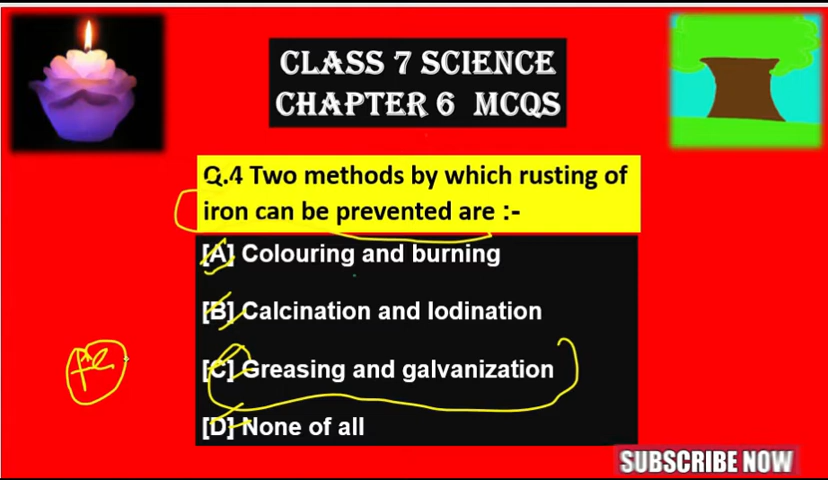 CLASS 7 SCIENCE
CHAPTER 6 MCQS
Q.4 Two methods by which rusting of
iron can be prevented are :-
[A] Colouring and burning
[B] Calcination and Iodination
fe
[C] Greasing and galvanization
[D] None of all
SUBSCRIBE NOW